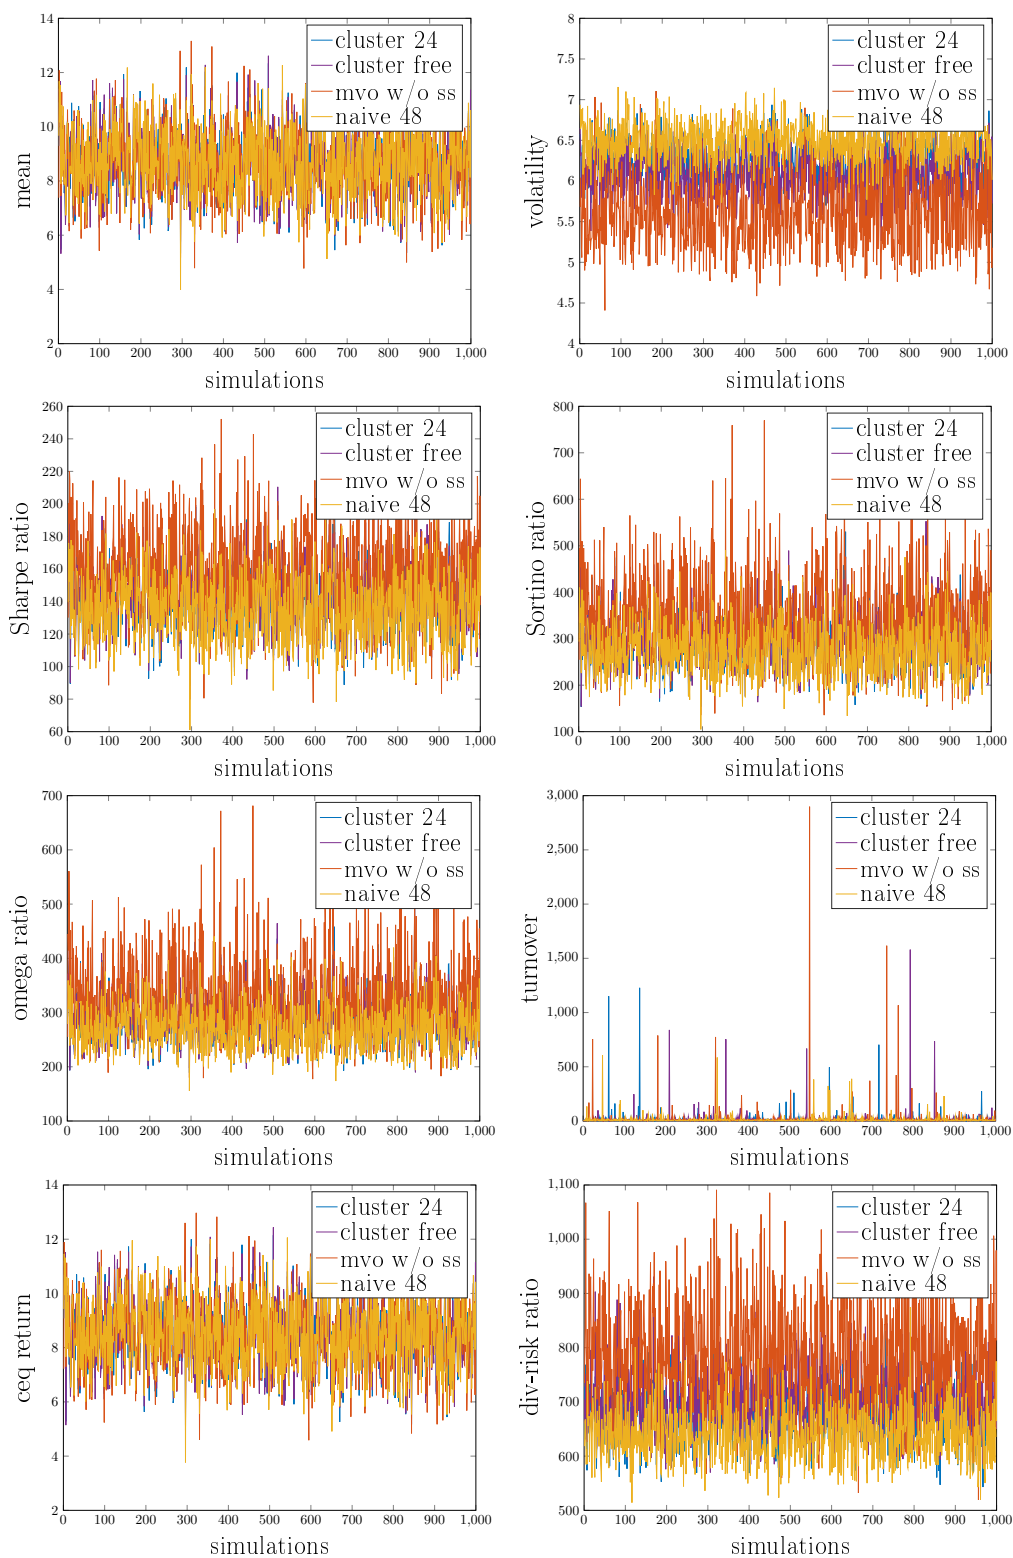 14
12
10
8
6
4
2
mean
0 100 200 300 400 500 600 700 800 900 1,000
simulations
cluster 24
cluster free
mvo w/o ss
naive 48
8
7.5
7
6.5
6
5.5
5
4.5
4
volatility
0 100 200 300 400 500 600 700 800 900 1,000
simulations
cluster 24
cluster free
mvo w/o ss
naive 48
260
240
220
200
180
160
140
120
100
80
60
Sharpe ratio
0 100 200 300 400 500 600 700 800 900 1,000
simulations
cluster 24
cluster free
mvo w/o ss
naive 48
800
700
600
500
400
300
200
100
Sortino ratio
0 100 200 300 400 500 600 700 800 900 1,000
simulations
cluster 24
cluster free
mvo w/o ss
naive 48
700
600
500
400
300
200
100
omega ratio
0 100 200 300 400 500 600 700 800 900 1,000
simulations
cluster 24
cluster free
mvo w/o ss
naive 48
3,000
2,500
2,000
1,500
1,000
500
0
turnover
0 100 200 300 400 500 600 700 800 900 1,000
simulations
cluster 24
cluster free
mvo w/o ss
naive 48
14
12
10
8
6
4
2
ceq return
0 100 200 300 400 500 600 700 800 900 1,000
simulations
cluster 24
cluster free
mvo w/o ss
naive 48
1,100
1,000
900
800
700
600
500
div-risk ratio
0 100 200 300 400 500 600 700 800 900 1,000
simulations
cluster 24
cluster free
mvo w/o ss
naive 48